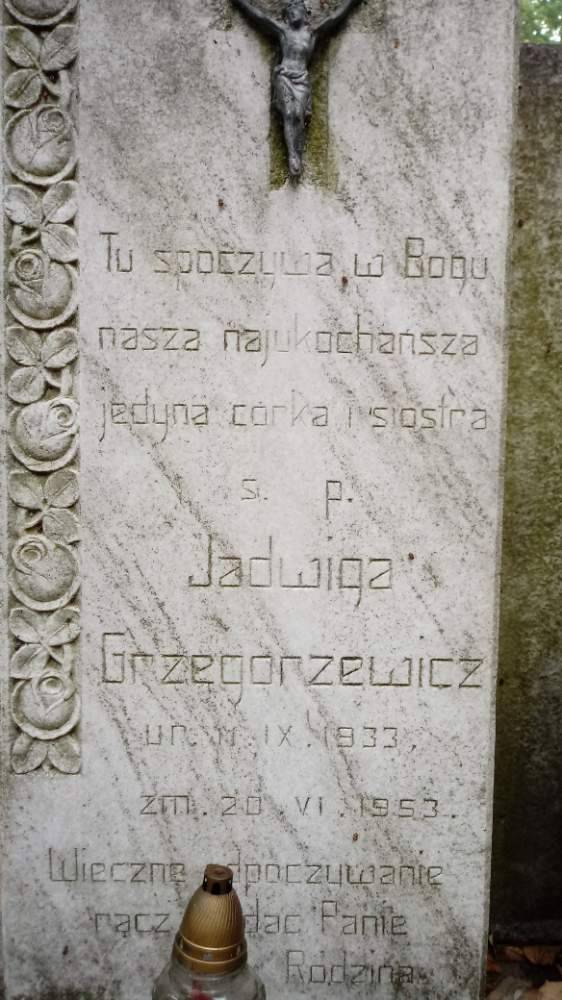 Tu spoczywa w Bogu
nasza najukochańsza
jedyna córka i siostra
ś. p.
Jadwiga
Grzegorzewicz
ur. 11. IX. 1933,
zm. 20. VI. 1953.
Wieczne odpoczywanie
racz dać Panie
Rodzina